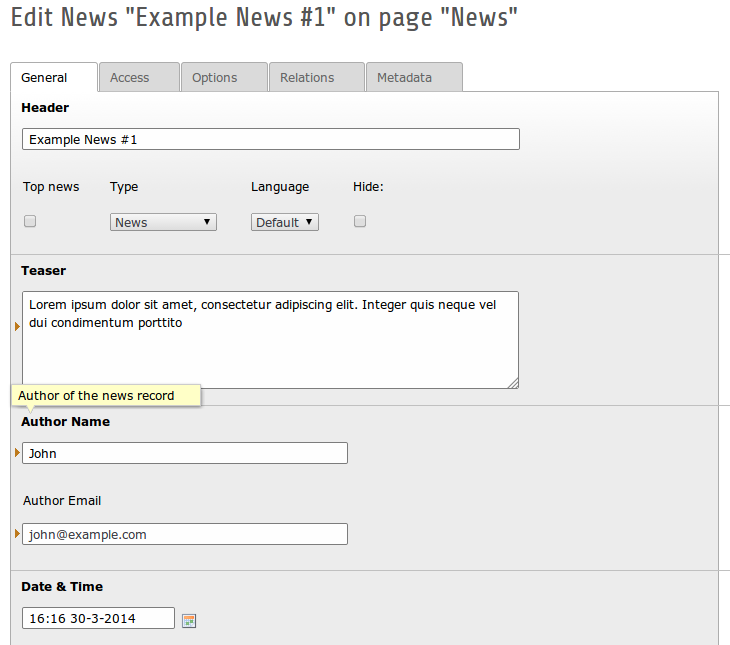 Edit News "Example News #1" on page "News"
General Access Options Relations Metadata
Header
Example News #1
Top news Type Language Hide:
News Default
Teaser
Lorem ipsum dolor sit amet, consectetur adipiscing elit. Integer quis neque vel
dui condimentum porttito
Author of the news record
Author Name
John
Author Email
john@example.com
Date & Time
16:16 30-3-2014